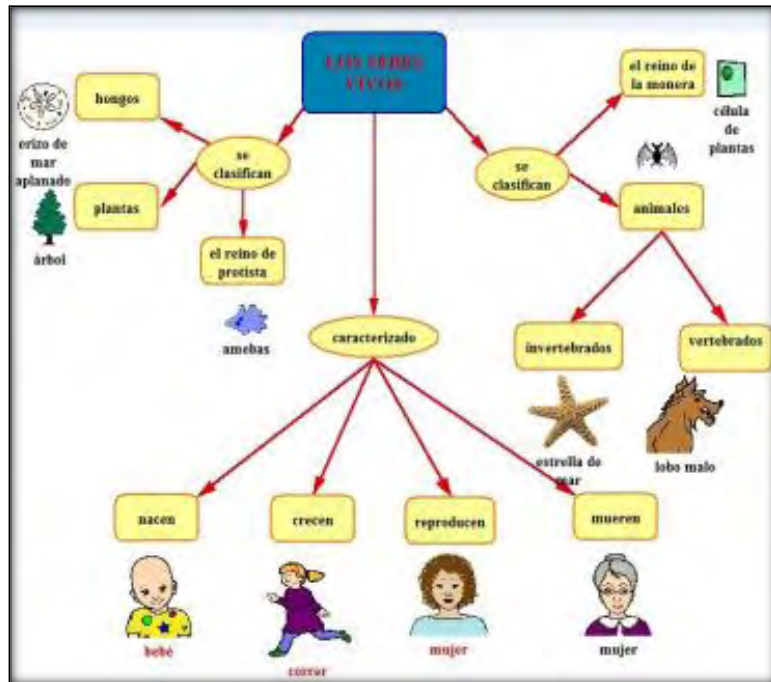 LOS SERES
VIVOS
hongos
erizo de
mar
aplanado
se
clasifican
plantas
árbol
el reino de
protista
amebas
el reino de
la monera
célula
de
plantas
se
clasifican
animales
caracterizado
invertebrados
vertebrados
estrella de
mar
lobo malo
nacen
crecen
reproducen
mueren
bebé
correr
mujer
mujer